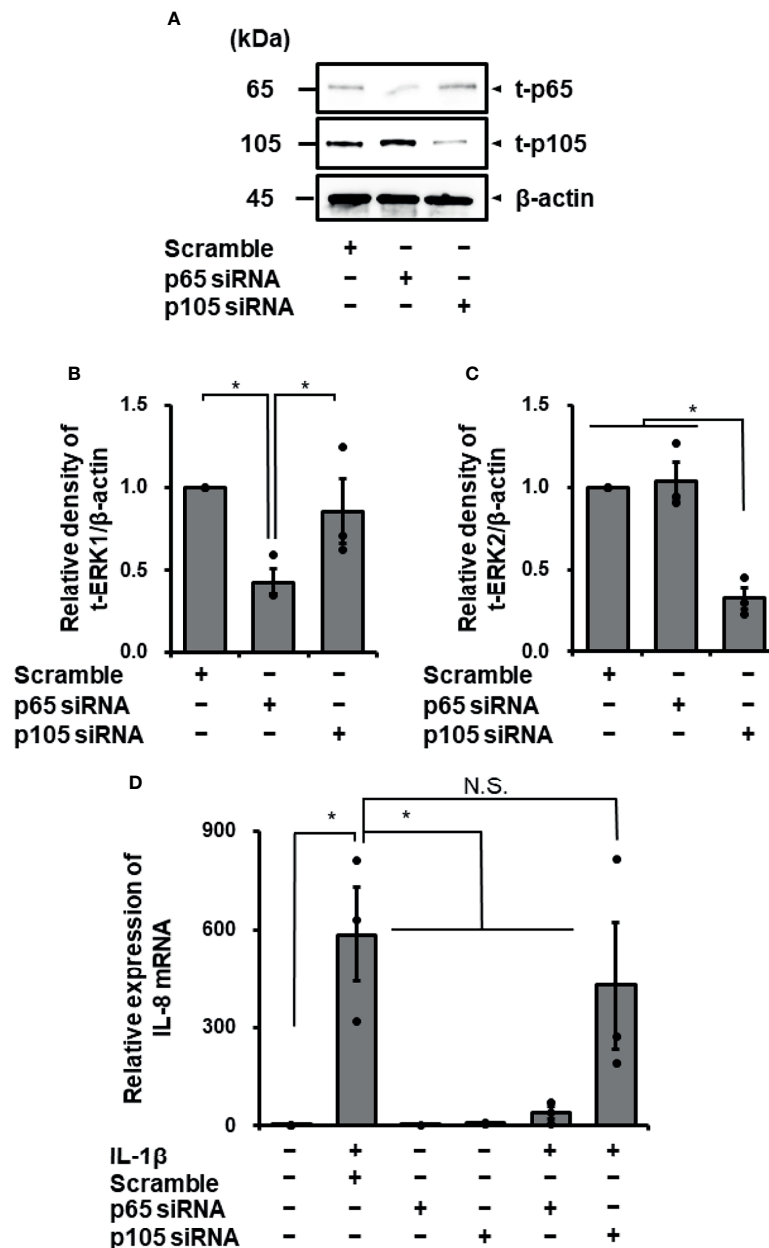 A
(kDa)
65 t-p65
105 t-p105
45 β-actin
Scramble + – –
p65 siRNA – + –
p105 siRNA – – +
B
Relative density of
t-ERK1/β-actin
1.5
1.0
0.5
0.0
* *
Scramble + – –
p65 siRNA – + –
p105 siRNA – – +
C
Relative density of
t-ERK2/β-actin
1.5
1.0
0.5
0.0
*
Scramble + – –
p65 siRNA – + –
p105 siRNA – – +
D
Relative expression of
IL-8 mRNA
900
600
300
0
N.S.
* *
IL-1β – + – – + +
Scramble – + – – – –
p65 siRNA – – + – + –
p105 siRNA – – – + – +